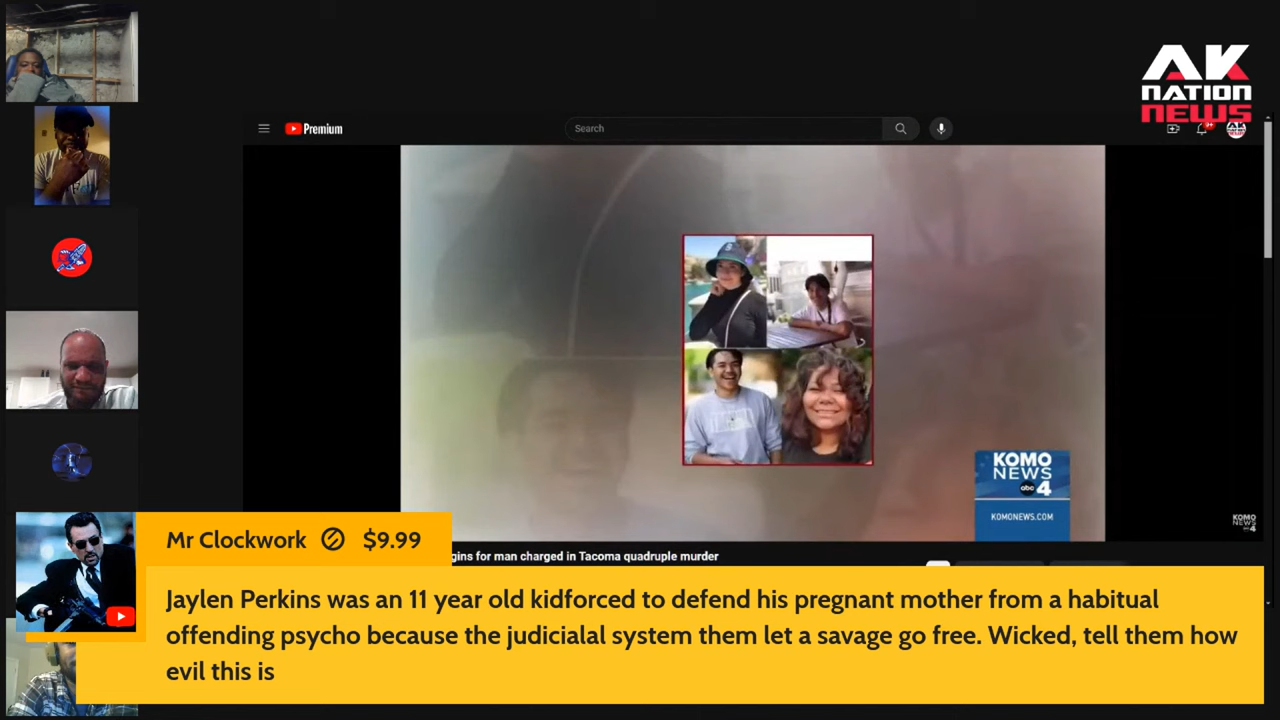 AK
NATION
NEWS
Premium
Search
9+
KOMO
NEWS
abc 4
KOMONEWS.COM
KOMO
NEWS
4
gins for man charged in Tacoma quadruple murder
Mr Clockwork $9.99
Jaylen Perkins was an 11 year old kidforced to defend his pregnant mother from a habitual
offending psycho because the judicialal system them let a savage go free. Wicked, tell them how
evil this is